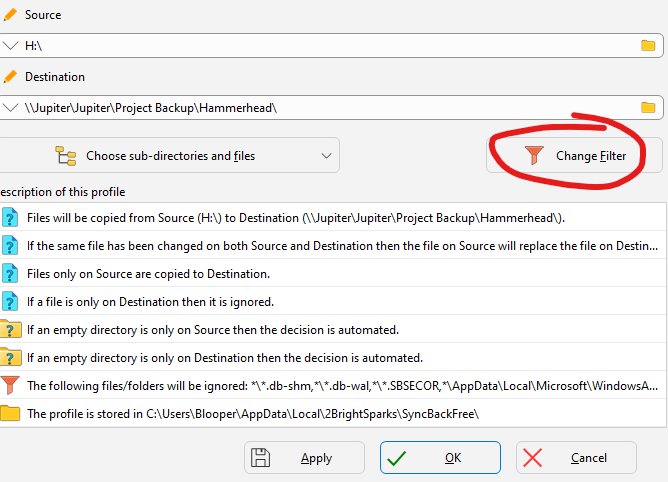 Source
H:\
Destination
\\Jupiter\Jupiter\Project Backup\Hammerhead\
Choose sub-directories and files
Change Filter
escription of this profile
Files will be copied from Source (H:\) to Destination (\\Jupiter\Jupiter\Project Backup\Hammerhead\).
If the same file has been changed on both Source and Destination then the file on Source will replace the file on Destin...
Files only on Source are copied to Destination.
If a file is only on Destination then it is ignored.
If an empty directory is only on Source then the decision is automated.
If an empty directory is only on Destination then the decision is automated.
The following files/folders will be ignored: *\*.db-shm,*\*.db-wal,*\*.SBSECOR,*\AppData\Local\Microsoft\WindowsA...
The profile is stored in C:\Users\Blooper\AppData\Local\2BrightSparks\SyncBackFree\
Apply
OK
Cancel